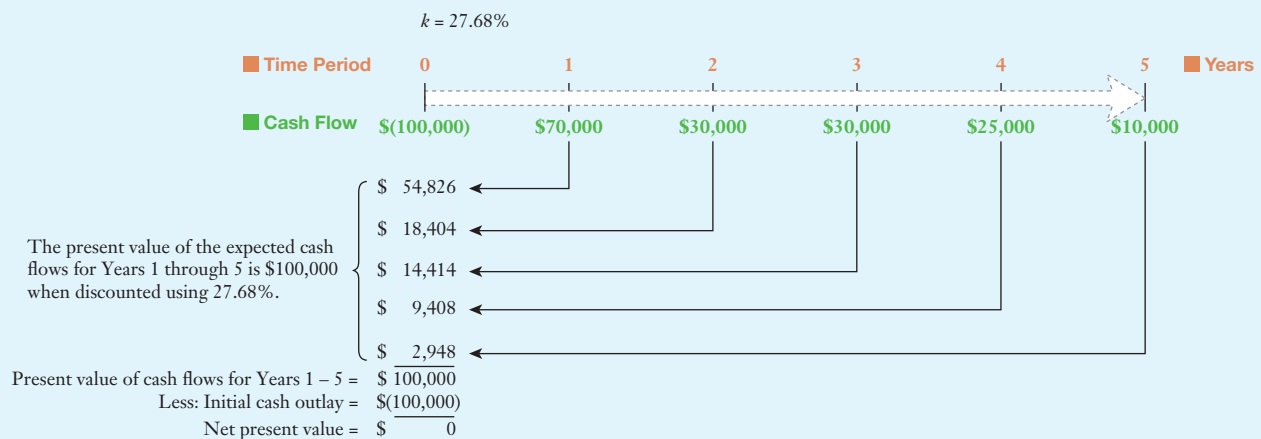 k = 27.68%
Time Period 0 1 2 3 4 5 Years
Cash Flow $(100,000) $70,000 $30,000 $30,000 $25,000 $10,000
$ 54,826
$ 18,404
The present value of the expected cash
flows for Years 1 through 5 is $100,000
when discounted using 27.68%.
$ 14,414
$ 9,408
$ 2,948
Present value of cash flows for Years 1 – 5 = $ 100,000
Less: Initial cash outlay = $(100,000)
Net present value = $ 0